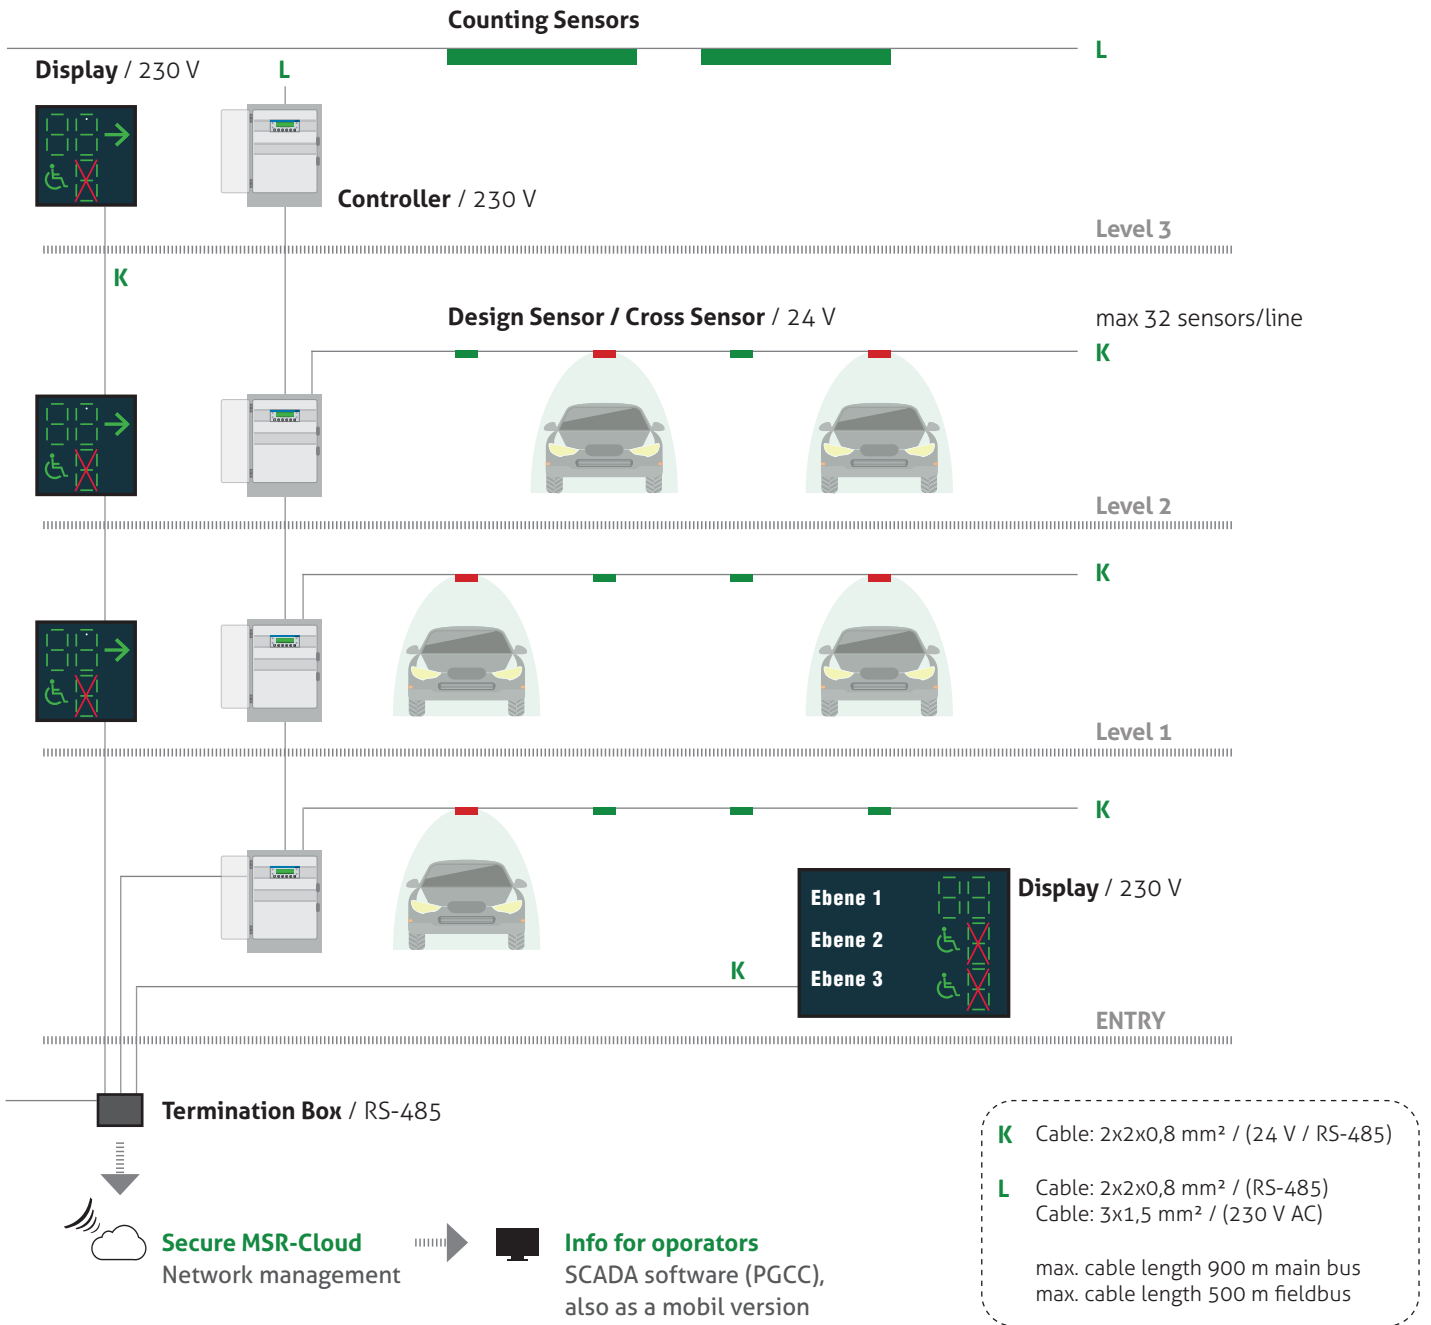 Counting Sensors
L
Display / 230 V
L
Controller / 230 V
Level 3
K
Design Sensor / Cross Sensor / 24 V
max 32 sensors/line
K
Level 2
K
Level 1
K
Ebene 1
Ebene 2
Ebene 3
Display / 230 V
K
ENTRY
Termination Box / RS-485
K Cable: 2x2x0,8 mm² / (24 V / RS-485)
L Cable: 2x2x0,8 mm² / (RS-485)
Cable: 3x1,5 mm² / (230 V AC)
max. cable length 900 m main bus
max. cable length 500 m fieldbus
Secure MSR-Cloud
Network management
Info for oporators
SCADA software (PGCC),
also as a mobil version